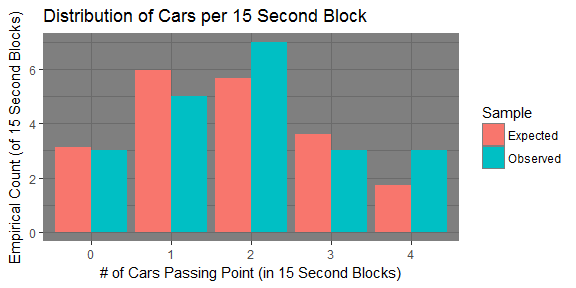 Distribution of Cars per 15 Second Block
Empirical Count (of 15 Second Blocks)
6
4
2
0
0 1 2 3 4
# of Cars Passing Point (in 15 Second Blocks)
Sample
Expected
Observed